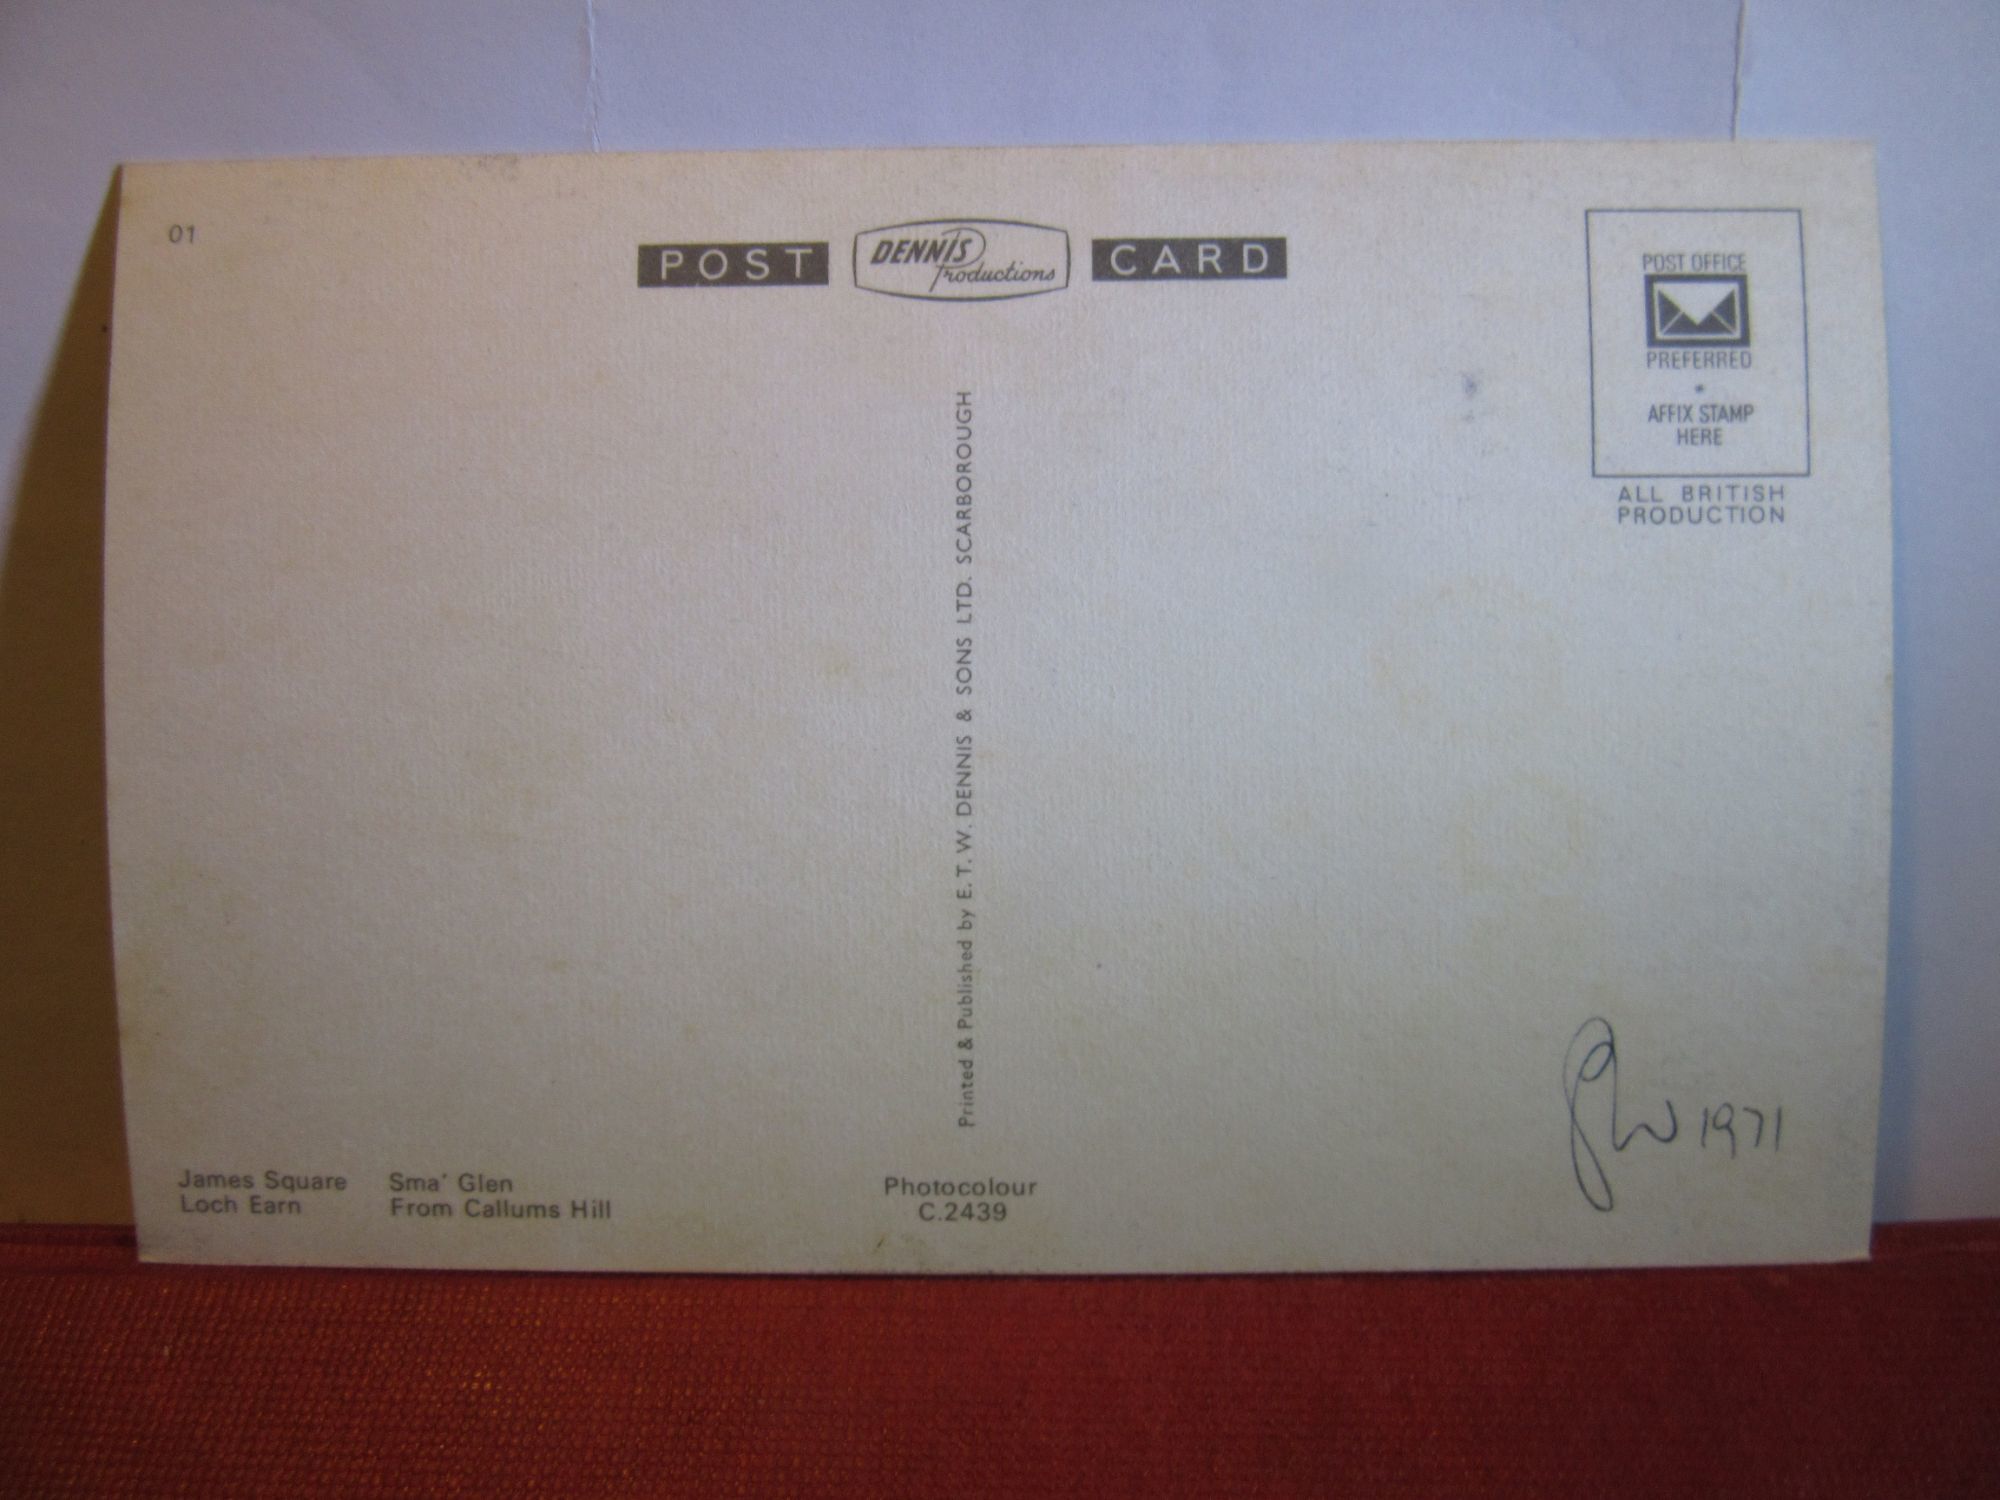 01
POST DENNIS Productions CARD
POST OFFICE
PREFERRED
AFFIX STAMP
HERE
ALL BRITISH
PRODUCTION
Printed & Published by E. T. W. DENNIS & SONS LTD. SCARBOROUGH
James Square Sma' Glen
Loch Earn From Callums Hill
Photocolour
C.2439
1971